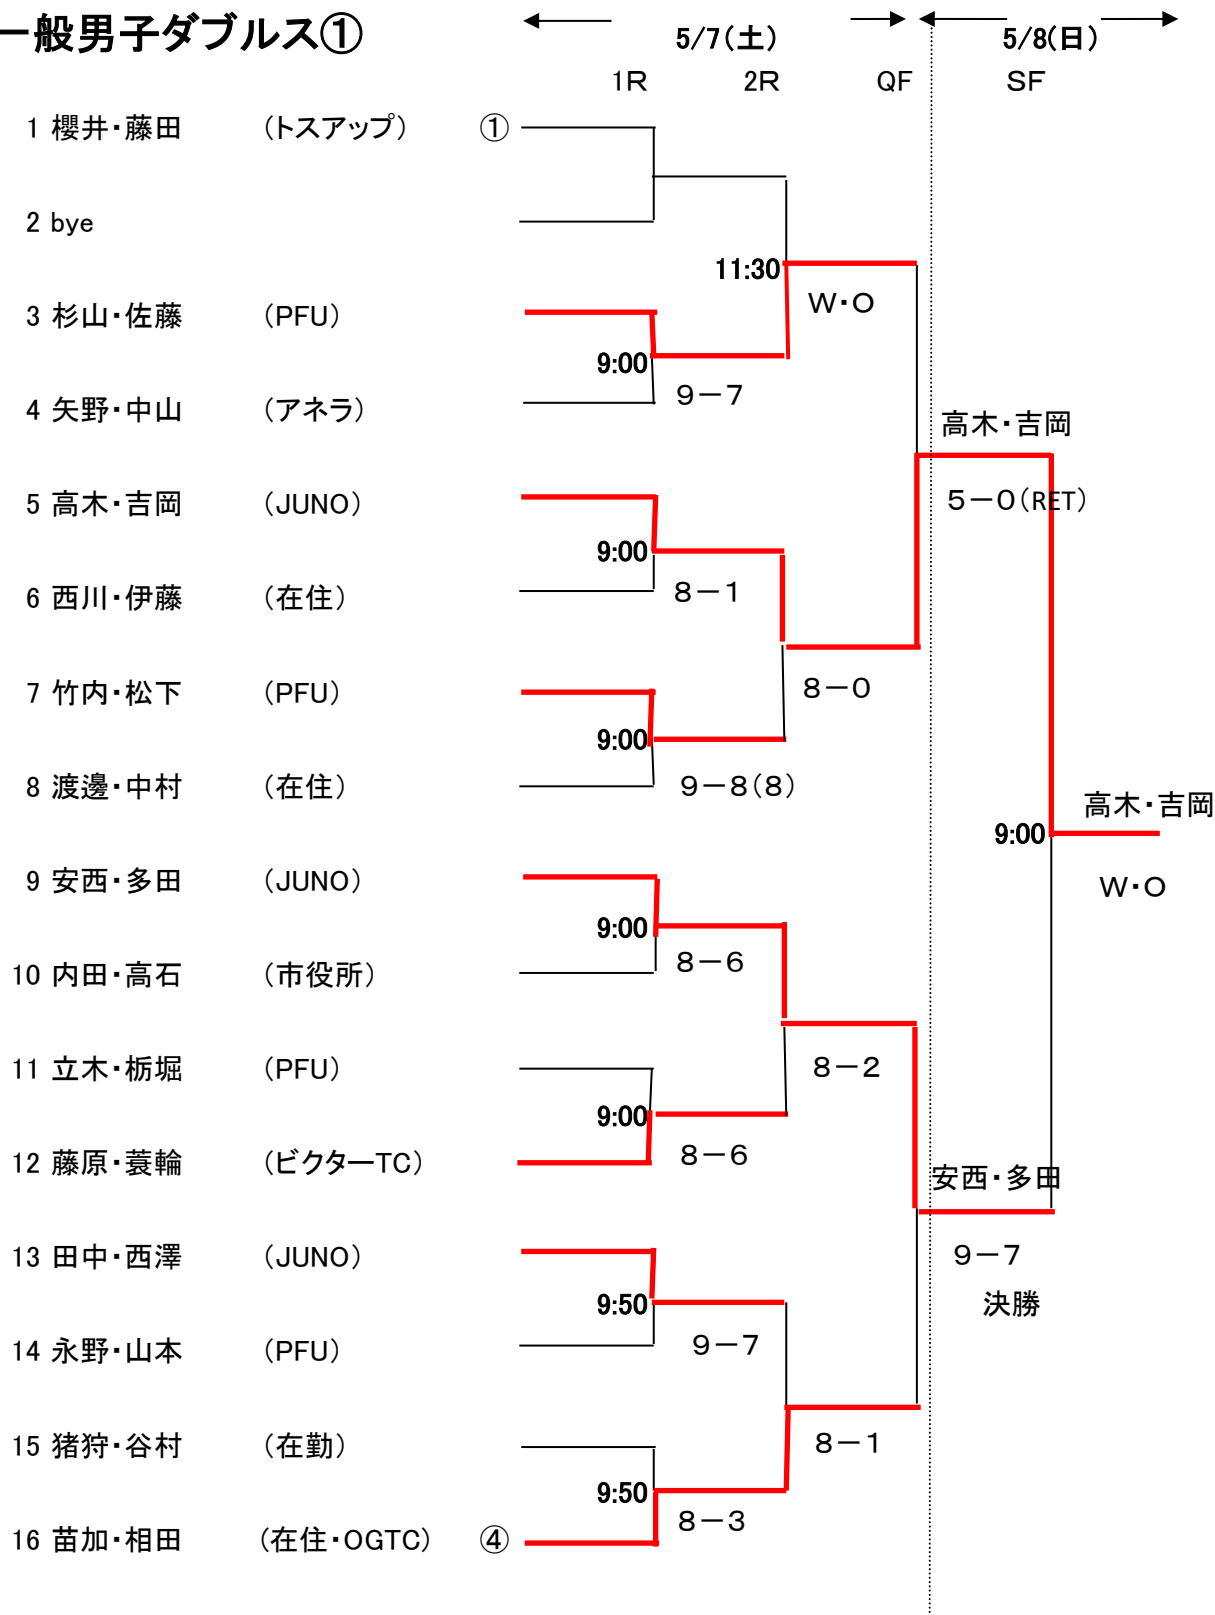 一般男子ダブルス①
5/7(土) 5/8(日)
1R 2R QF SF
1 櫻井・藤田 (トスアップ) ①
2 bye
11:30
W・O
3 杉山・佐藤 (PFU)
9:00
9－7
4 矢野・中山 (アネラ)
高木・吉岡
5 高木・吉岡 (JUNO)
5－0(RET)
9:00
8－1
6 西川・伊藤 (在住)
7 竹内・松下 (PFU)
8－0
9:00
9－8(8)
8 渡邊・中村 (在住)
高木・吉岡
9:00
W・O
9 安西・多田 (JUNO)
9:00
8－6
10 内田・高石 (市役所)
11 立木・栃堀 (PFU)
8－2
9:00
8－6
12 藤原・蓑輪 (ビクターTC)
安西・多田
13 田中・西澤 (JUNO)
9－7
決勝
9:50
9－7
14 永野・山本 (PFU)
15 猪狩・谷村 (在勤)
8－1
9:50
8－3
16 苗加・相田 (在住・OGTC) ④